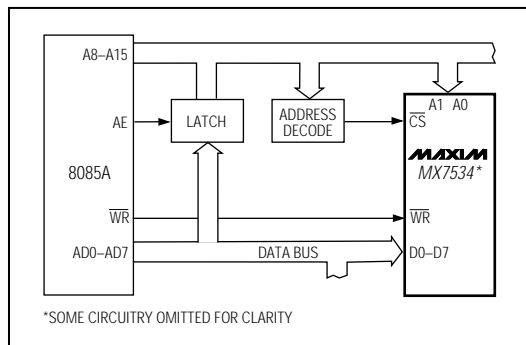 A8–A15
A1 A0
AE
LATCH
ADDRESS
DECODE
CS
MAXIM
MX7534*
8085A
WR
WR
AD0–AD7
DATA BUS
D0–D7
*SOME CIRCUITRY OMITTED FOR CLARITY